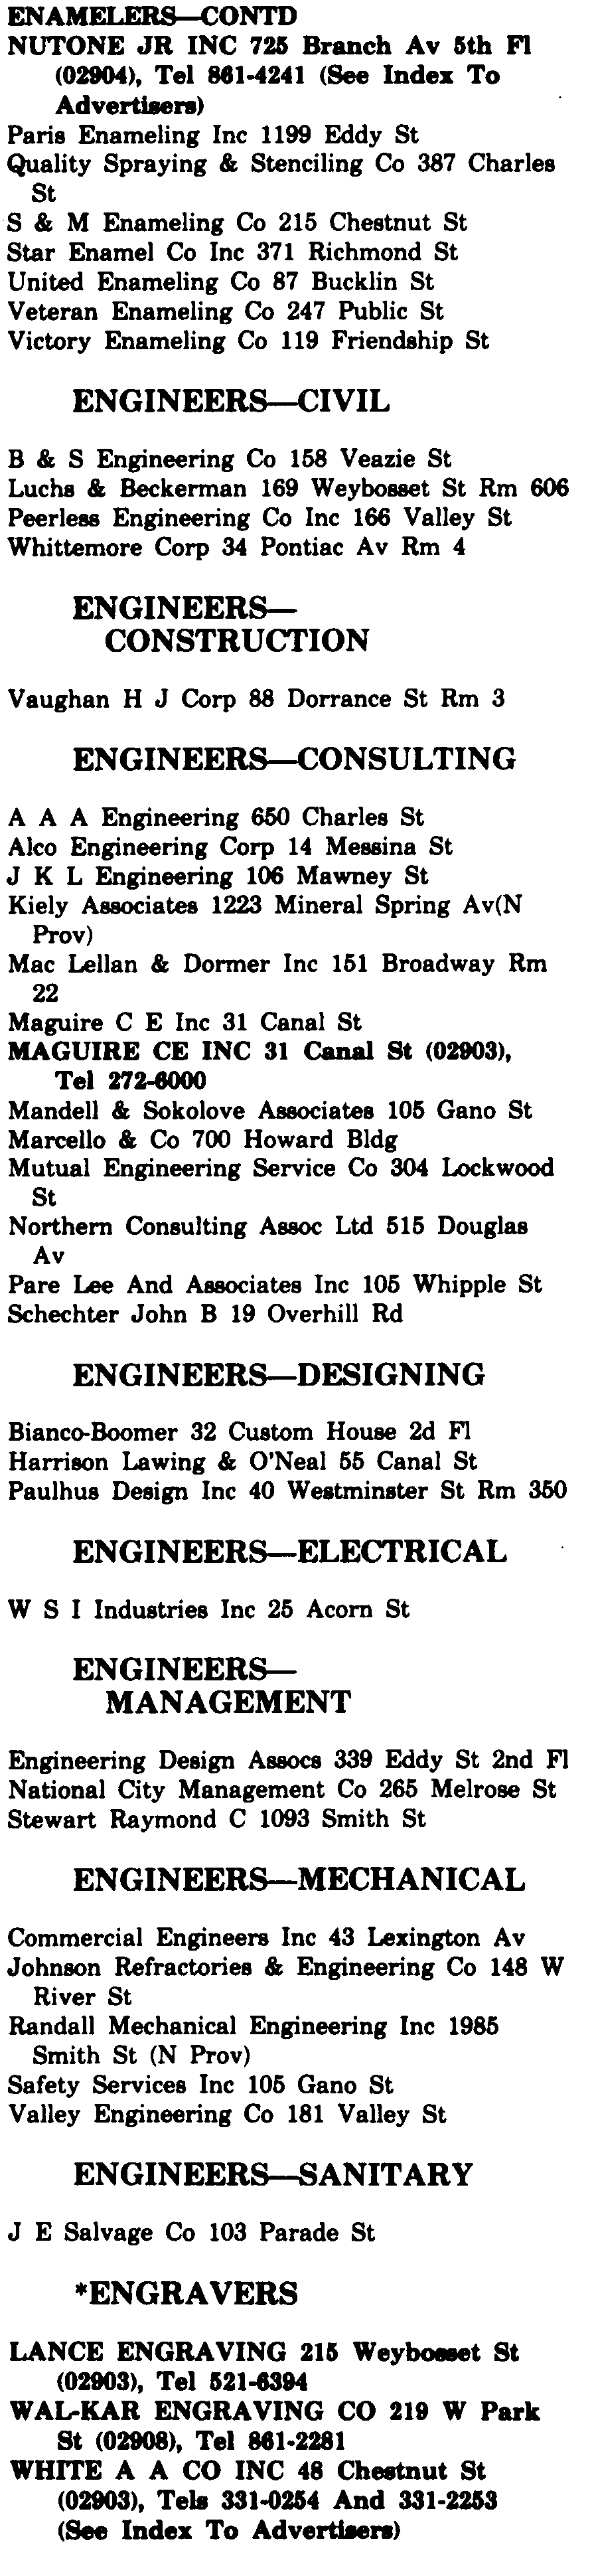 ENAMELERS—CONTD
NUTONE JR INC 725 Branch Av 5th Fl
(02904), Tel 861-4241 (See Index To
Advertisers)
Paris Enameling Inc 1199 Eddy St
Quality Spraying & Stenciling Co 387 Charles
St
S & M Enameling Co 215 Chestnut St
Star Enamel Co Inc 371 Richmond St
United Enameling Co 87 Bucklin St
Veteran Enameling Co 247 Public St
Victory Enameling Co 119 Friendship St
ENGINEERS—CIVIL
B & S Engineering Co 158 Veazie St
Luchs & Beckerman 169 Weybosset St Rm 606
Peerless Engineering Co Inc 166 Valley St
Whittemore Corp 34 Pontiac Av Rm 4
ENGINEERS—
CONSTRUCTION
Vaughan H J Corp 88 Dorrance St Rm 3
ENGINEERS—CONSULTING
A A A Engineering 650 Charles St
Alco Engineering Corp 14 Messina St
J K L Engineering 106 Mawney St
Kiely Associates 1223 Mineral Spring Av(N
Prov)
Mac Lellan & Dormer Inc 151 Broadway Rm
22
Maguire C E Inc 31 Canal St
MAGUIRE CE INC 31 Canal St (02903),
Tel 272-6000
Mandell & Sokolove Associates 105 Gano St
Marcello & Co 700 Howard Bldg
Mutual Engineering Service Co 304 Lockwood
St
Northern Consulting Assoc Ltd 515 Douglas
Av
Pare Lee And Associates Inc 105 Whipple St
Schechter John B 19 Overhill Rd
ENGINEERS—DESIGNING
Bianco-Boomer 32 Custom House 2d Fl
Harrison Lawing & O'Neal 55 Canal St
Paulhus Design Inc 40 Westminster St Rm 350
ENGINEERS—ELECTRICAL
W S I Industries Inc 25 Acorn St
ENGINEERS—
MANAGEMENT
Engineering Design Assocs 339 Eddy St 2nd Fl
National City Management Co 265 Melrose St
Stewart Raymond C 1093 Smith St
ENGINEERS—MECHANICAL
Commercial Engineers Inc 43 Lexington Av
Johnson Refractories & Engineering Co 148 W
River St
Randall Mechanical Engineering Inc 1985
Smith St (N Prov)
Safety Services Inc 105 Gano St
Valley Engineering Co 181 Valley St
ENGINEERS—SANITARY
J E Salvage Co 103 Parade St
*ENGRAVERS
LANCE ENGRAVING 215 Weybosset St
(02903), Tel 521-6394
WAL-KAR ENGRAVING CO 219 W Park
St (02908), Tel 861-2281
WHITE A A CO INC 48 Chestnut St
(02903), Tels 331-0254 And 331-2253
(See Index To Advertisers)